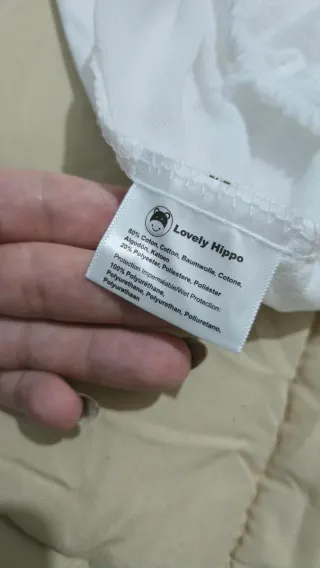 Lovely Hippo
80% Coton, Cotton, Baumwolle, Cotone,
Algodón, Katoen
20% Polyester, Poliestere, Poliéster
Protection Imperméable/Wet Protection:
100% Polyuréthane,
Polyurethane, Polyurethan, Poliuretano,
Polyurethaan